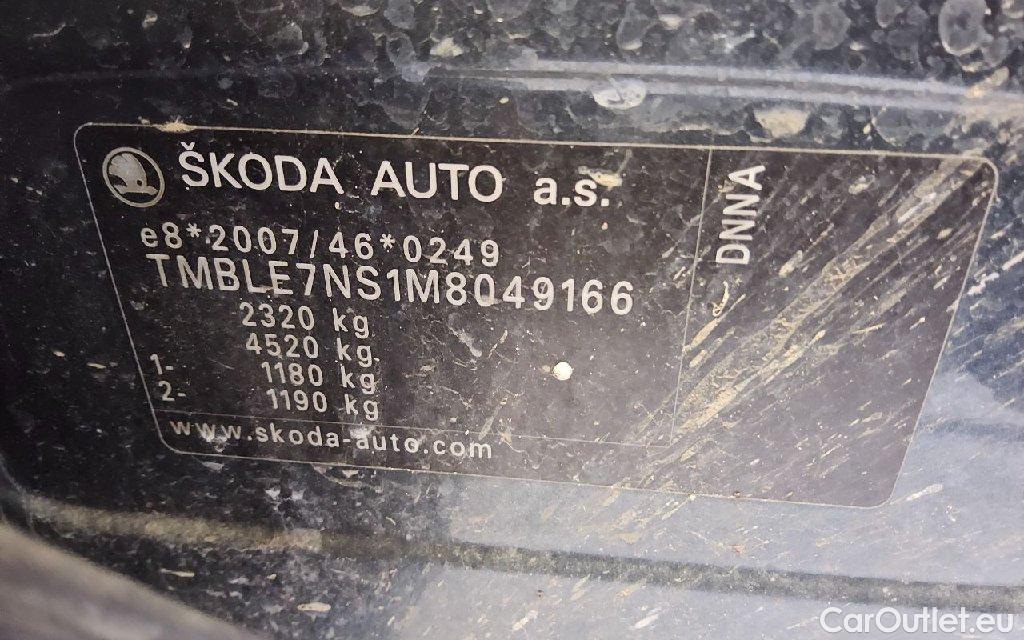 ŠKODA AUTO a.s.
e8*2007/46*0249
TMBLE7NS1M8049166
2320 kg
4520 kg
1- 1180 kg
2- 1190 kg
www.skoda-auto.com
DNNA
CarOutlet.eu